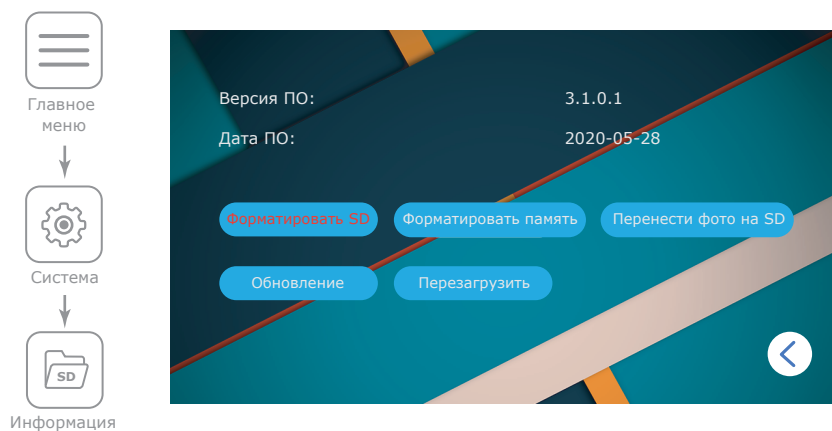 Главное
меню
Система
SD
Информация
Версия ПО: 3.1.0.1
Дата ПО: 2020-05-28
Форматировать SD Форматировать память Перенести фото на SD
Обновление Перезагрузить